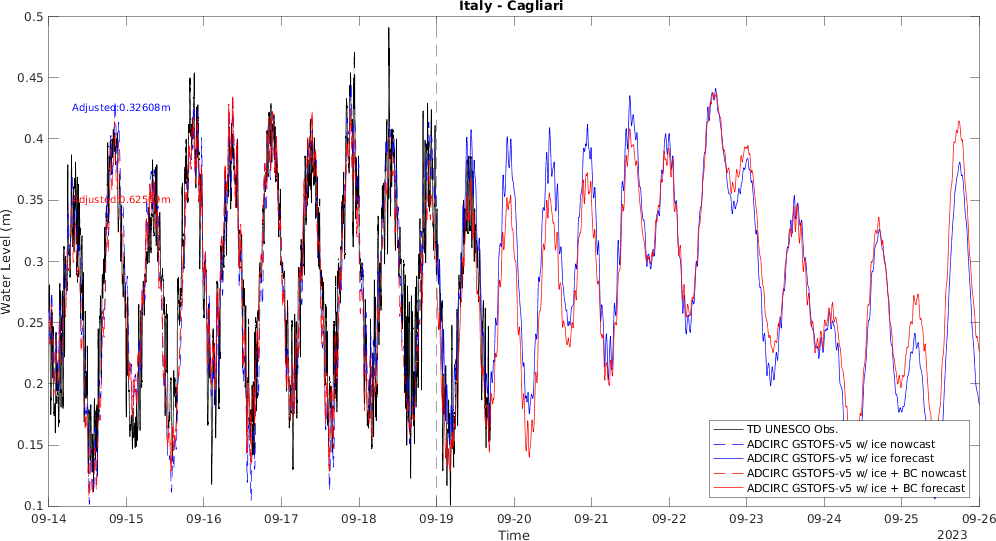 Italy - Cagliari
0.5
0.45
0.4
0.35
0.3
0.25
0.2
0.15
0.1
Water Level (m)
Adjusted:0.32608m
09-14 09-15 09-16 09-17 09-18 09-19 09-20 09-21 09-22 09-23 09-24 09-25 09-26
Time
2023
TD UNESCO Obs.
ADCIRC GSTOFS-v5 w/ ice nowcast
ADCIRC GSTOFS-v5 w/ ice forecast
ADCIRC GSTOFS-v5 w/ ice + BC nowcast
ADCIRC GSTOFS-v5 w/ ice + BC forecast